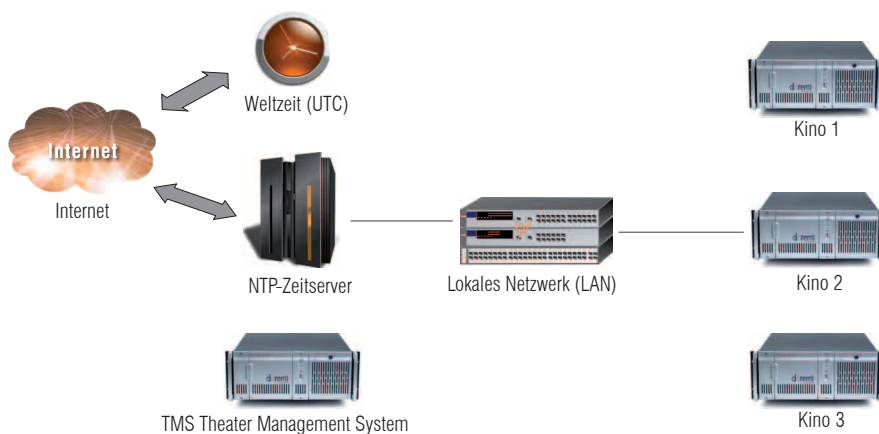 Weltzeit (UTC)
Kino 1
Internet
Internet
NTP-Zeitserver
Lokales Netzwerk (LAN)
Kino 2
TMS Theater Management System
Kino 3